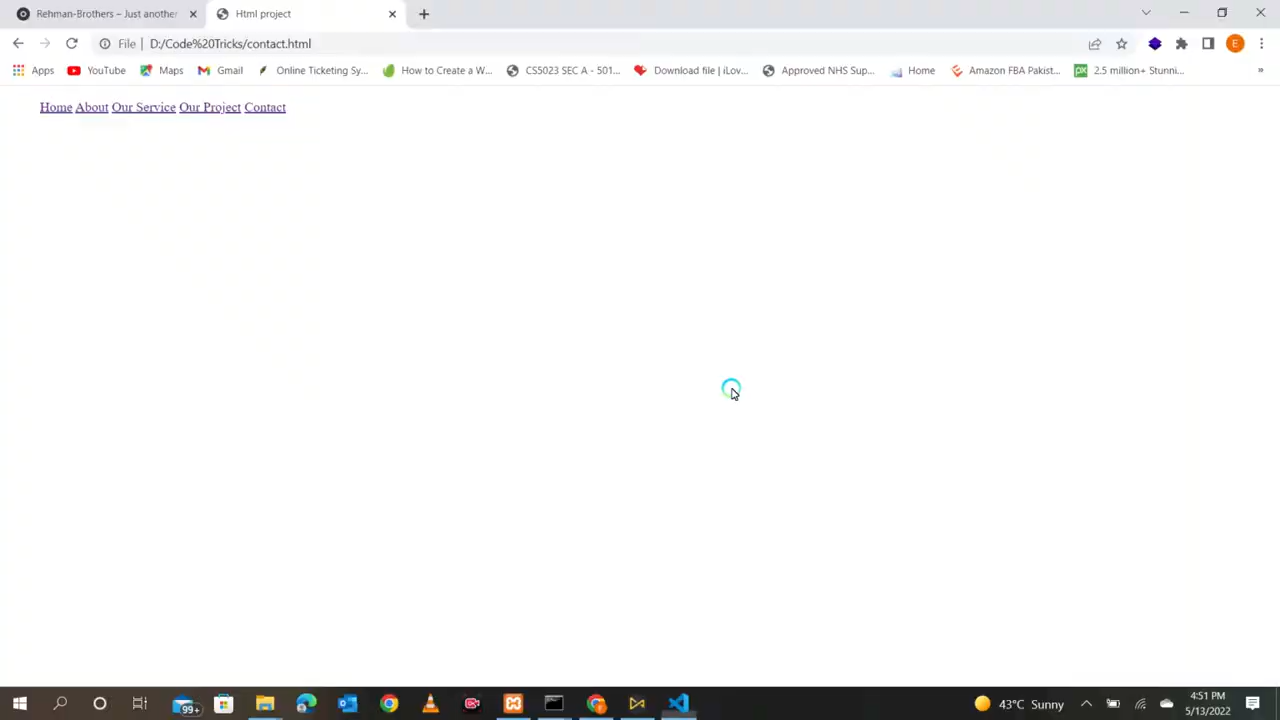 Rehman-Brothers – Just another
Html project
File | D:/Code%20Tricks/contact.html
E
Apps YouTube Maps Gmail Online Ticketing Sy... How to Create a W... CS5023 SEC A - 501... Download file | iLov... Approved NHS Sup... Home Amazon FBA Pakist... px 2.5 million+ Stunni... »
Home About Our Service Our Project Contact
99+
43°C Sunny
4:51 PM
5/13/2022